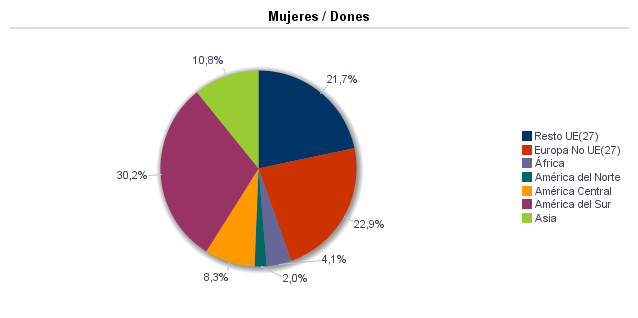 Mujeres / Dones
10,8%
21,7%
30,2%
22,9%
4,1%
8,3%
2,0%
Resto UE(27)
Europa No UE(27)
África
América del Norte
América Central
América del Sur
Asia